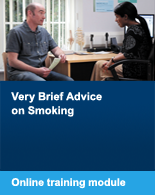 Very Brief Advice
on Smoking
Online training module